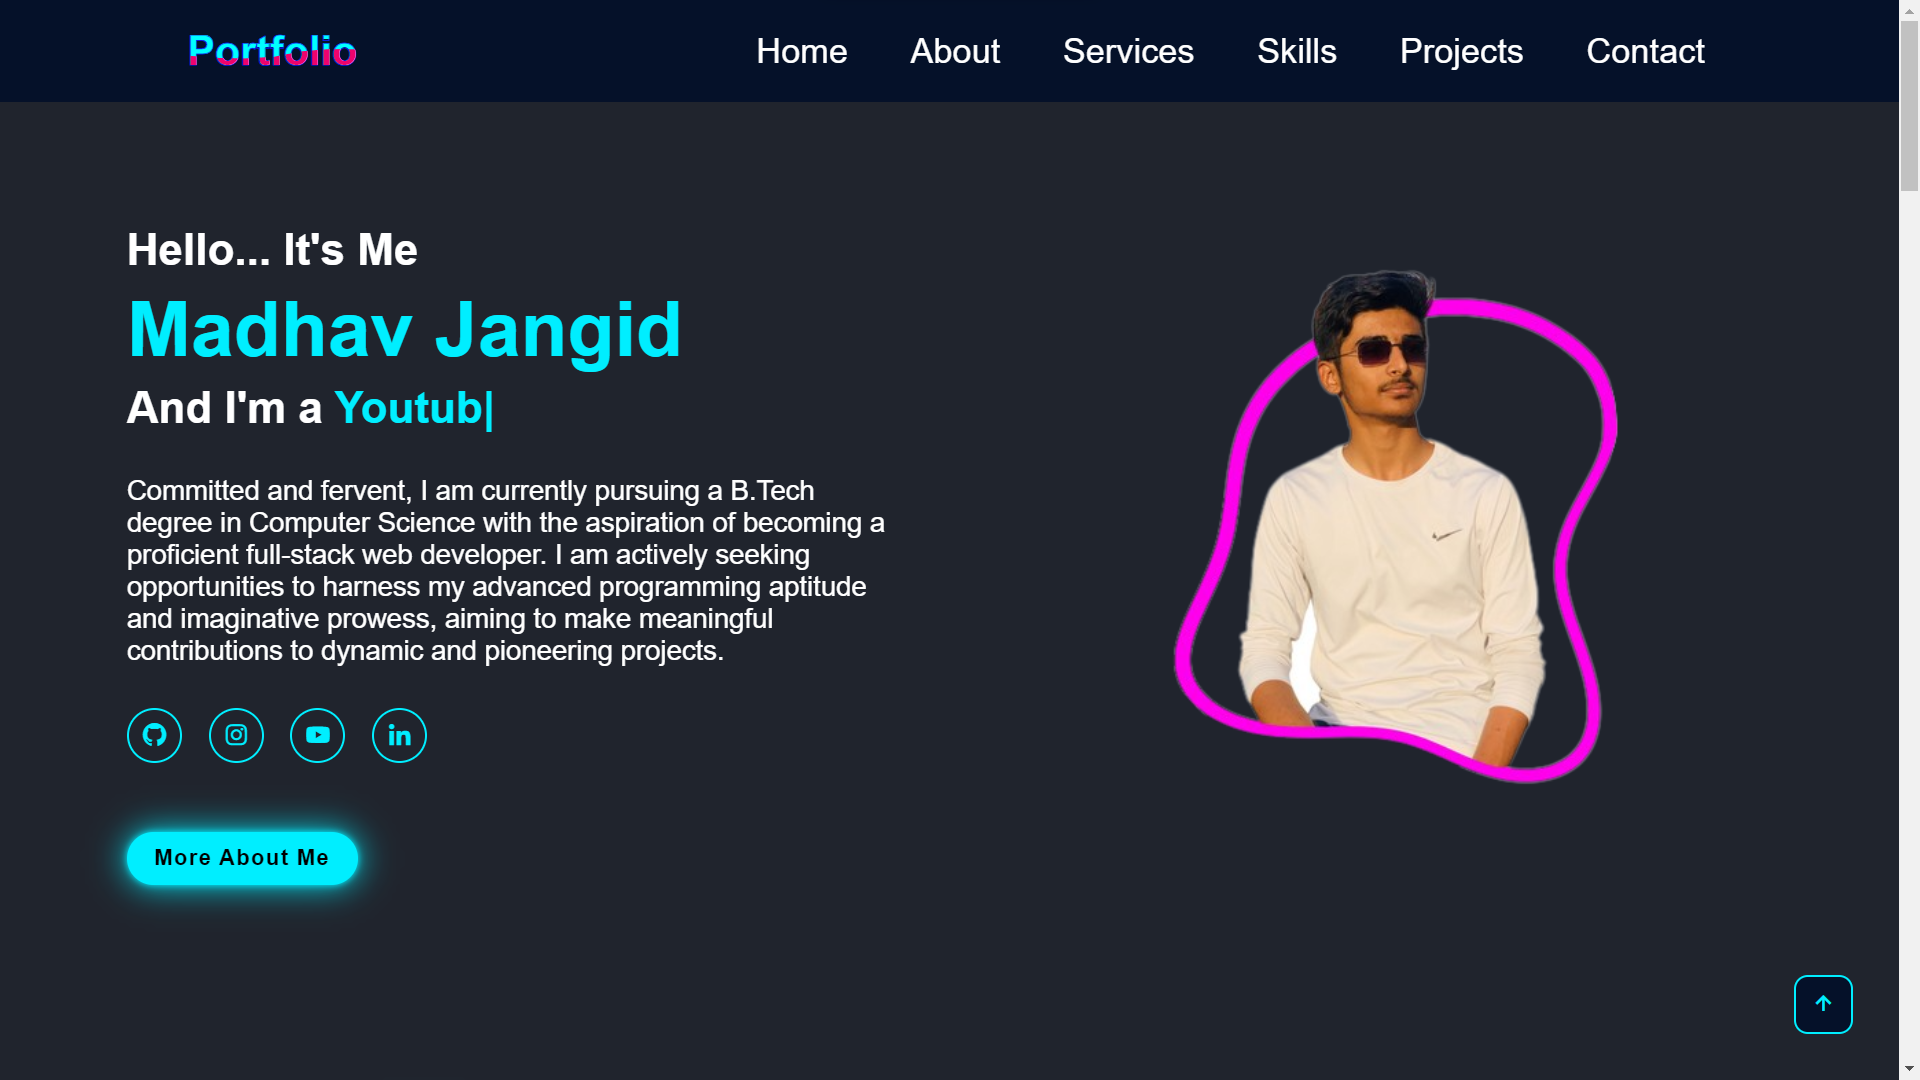 Portfolio
Home About Services Skills Projects Contact
Hello... It's Me
Madhav Jangid
And I'm a Youtub|
Committed and fervent, I am currently pursuing a B.Tech
degree in Computer Science with the aspiration of becoming a
proficient full-stack web developer. I am actively seeking
opportunities to harness my advanced programming aptitude
and imaginative prowess, aiming to make meaningful
contributions to dynamic and pioneering projects.
More About Me